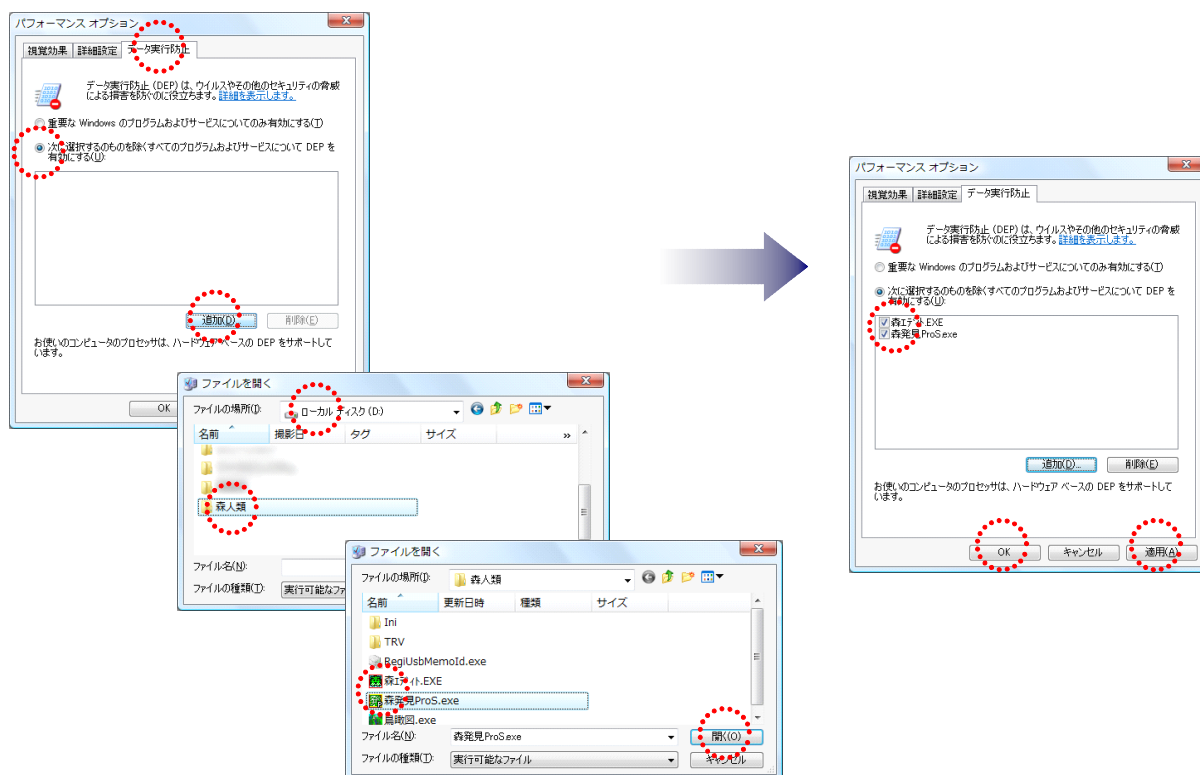 パフォーマンス オプション
視覚効果 詳細設定 データ実行防止
データ実行防止 (DEP) は、ウイルスやその他のセキュリティの脅威
による損害を防ぐのに役立ちます。詳細を表示します。
重要な Windows のプログラムおよびサービスについてのみ有効にする(T)
次に選択するのものを除くすべてのプログラムおよびサービスについて DEP を
有効にする(U):
追加(D)... 削除(E)
お使いのコンピュータのプロセッサは、ハードウェア ベースの DEP をサポートして
います。
OK
ファイルを開く
ファイルの場所(I): ローカル ディスク (D:)
名前 撮影日 タグ サイズ »
森人類
ファイル名(N):
ファイルの種類(T): 実行可能なファ
ファイルを開く
ファイルの場所(I): 森人類
名前 更新日時 種類 サイズ
Ini
TRV
RegiUsbMemoId.exe
森エディト.EXE
森発見ProS.exe
鳥瞰図.exe
ファイル名(N): 森発見ProS.exe 開く(O)
ファイルの種類(T): 実行可能なファイル キャンセル
パフォーマンス オプション
視覚効果 詳細設定 データ実行防止
データ実行防止 (DEP) は、ウイルスやその他のセキュリティの脅威
による損害を防ぐのに役立ちます。詳細を表示します。
重要な Windows のプログラムおよびサービスについてのみ有効にする(T)
次に選択するのものを除くすべてのプログラムおよびサービスについて DEP を
有効にする(U):
森エディト.EXE
森発見ProS.exe
追加(D)... 削除(E)
お使いのコンピュータのプロセッサは、ハードウェア ベースの DEP をサポートして
います。
OK キャンセル 適用(A)